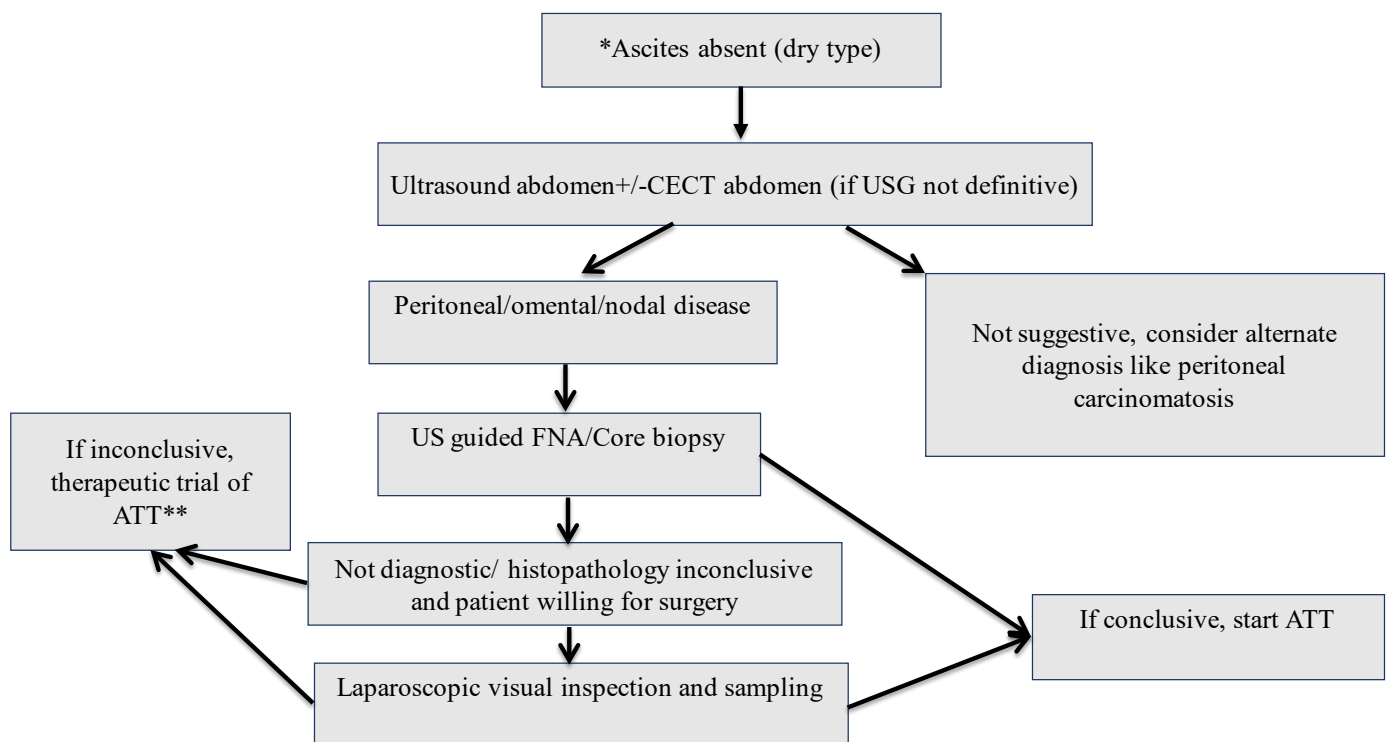 *Ascites absent (dry type)
Ultrasound abdomen+/-CECT abdomen (if USG not definitive)
Peritoneal/omental/nodal disease
Not suggestive, consider alternate
diagnosis like peritoneal
carcinomatosis
US guided FNA/Core biopsy
If inconclusive,
therapeutic trial of
ATT**
Not diagnostic/ histopathology inconclusive
and patient willing for surgery
If conclusive, start ATT
Laparoscopic visual inspection and sampling